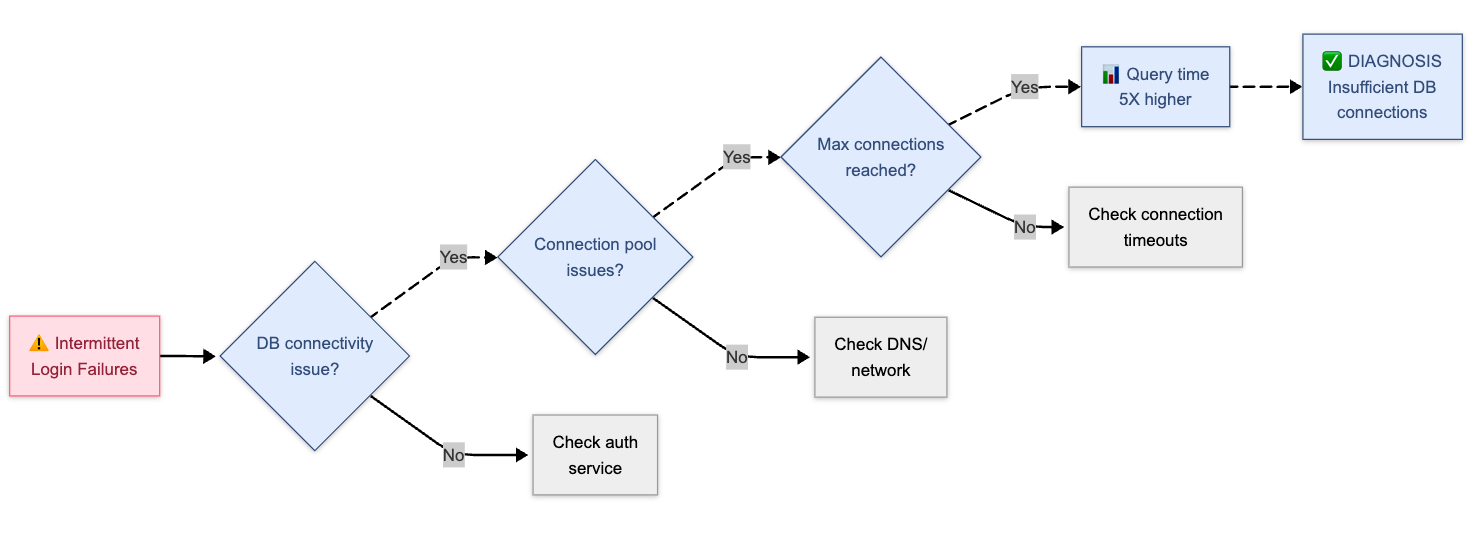 ⚠️ Intermittent
Login Failures
DB connectivity
issue?
Yes
No
Check auth
service
Connection pool
issues?
Yes
No
Check DNS/
network
Max connections
reached?
Yes
No
Check connection
timeouts
📊 Query time
5X higher
✅ DIAGNOSIS
Insufficient DB
connections